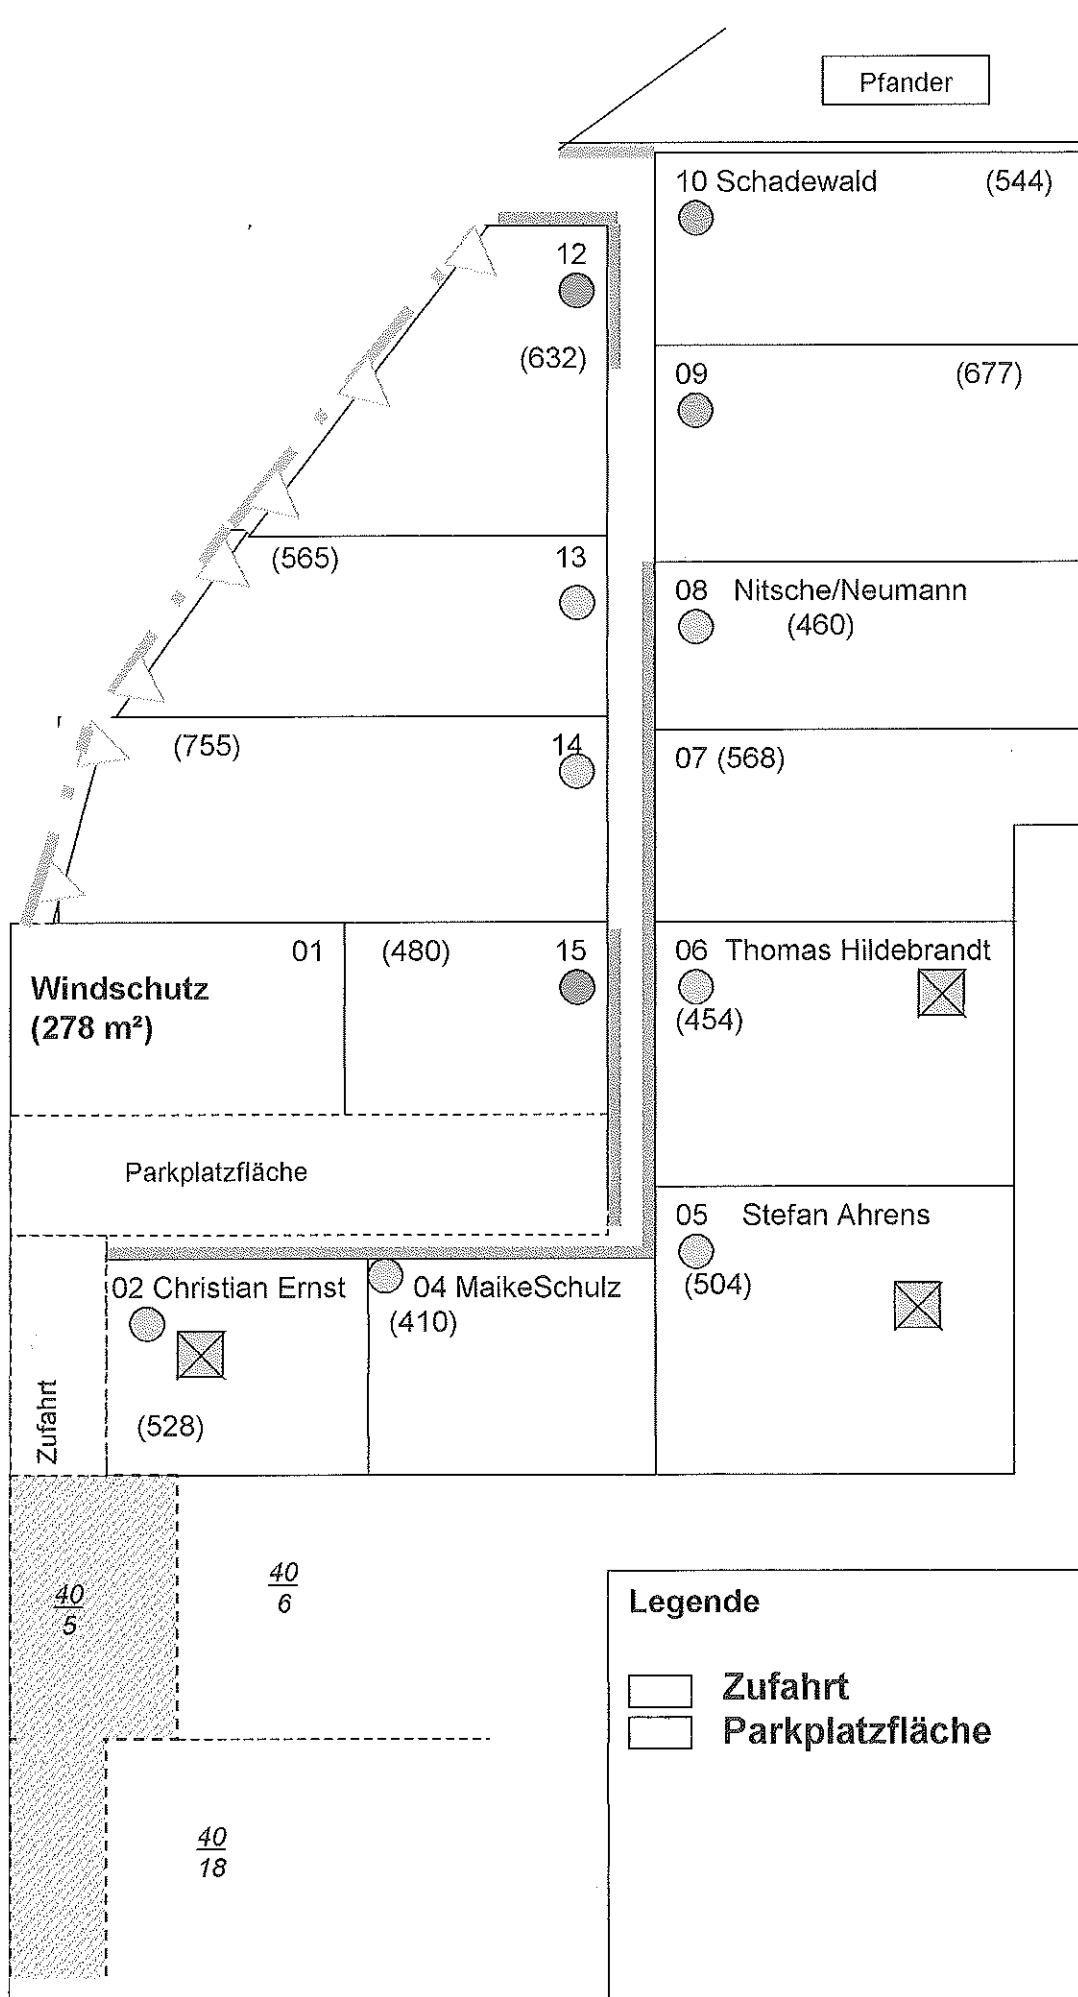 Pfander
10 Schadewald (544)
12
(632)
09 (677)
(565) 13
08 Nitsche/Neumann
(460)
(755) 14
07 (568)
01 (480) 15
Windschutz
(278 m²)
06 Thomas Hildebrandt
(454)
Parkplatzfläche
05 Stefan Ahrens
(504)
02 Christian Ernst
04 MaikeSchulz
(410)
(528)
Zufahrt
40
5
40
6
Legende
Zufahrt
Parkplatzfläche
40
18